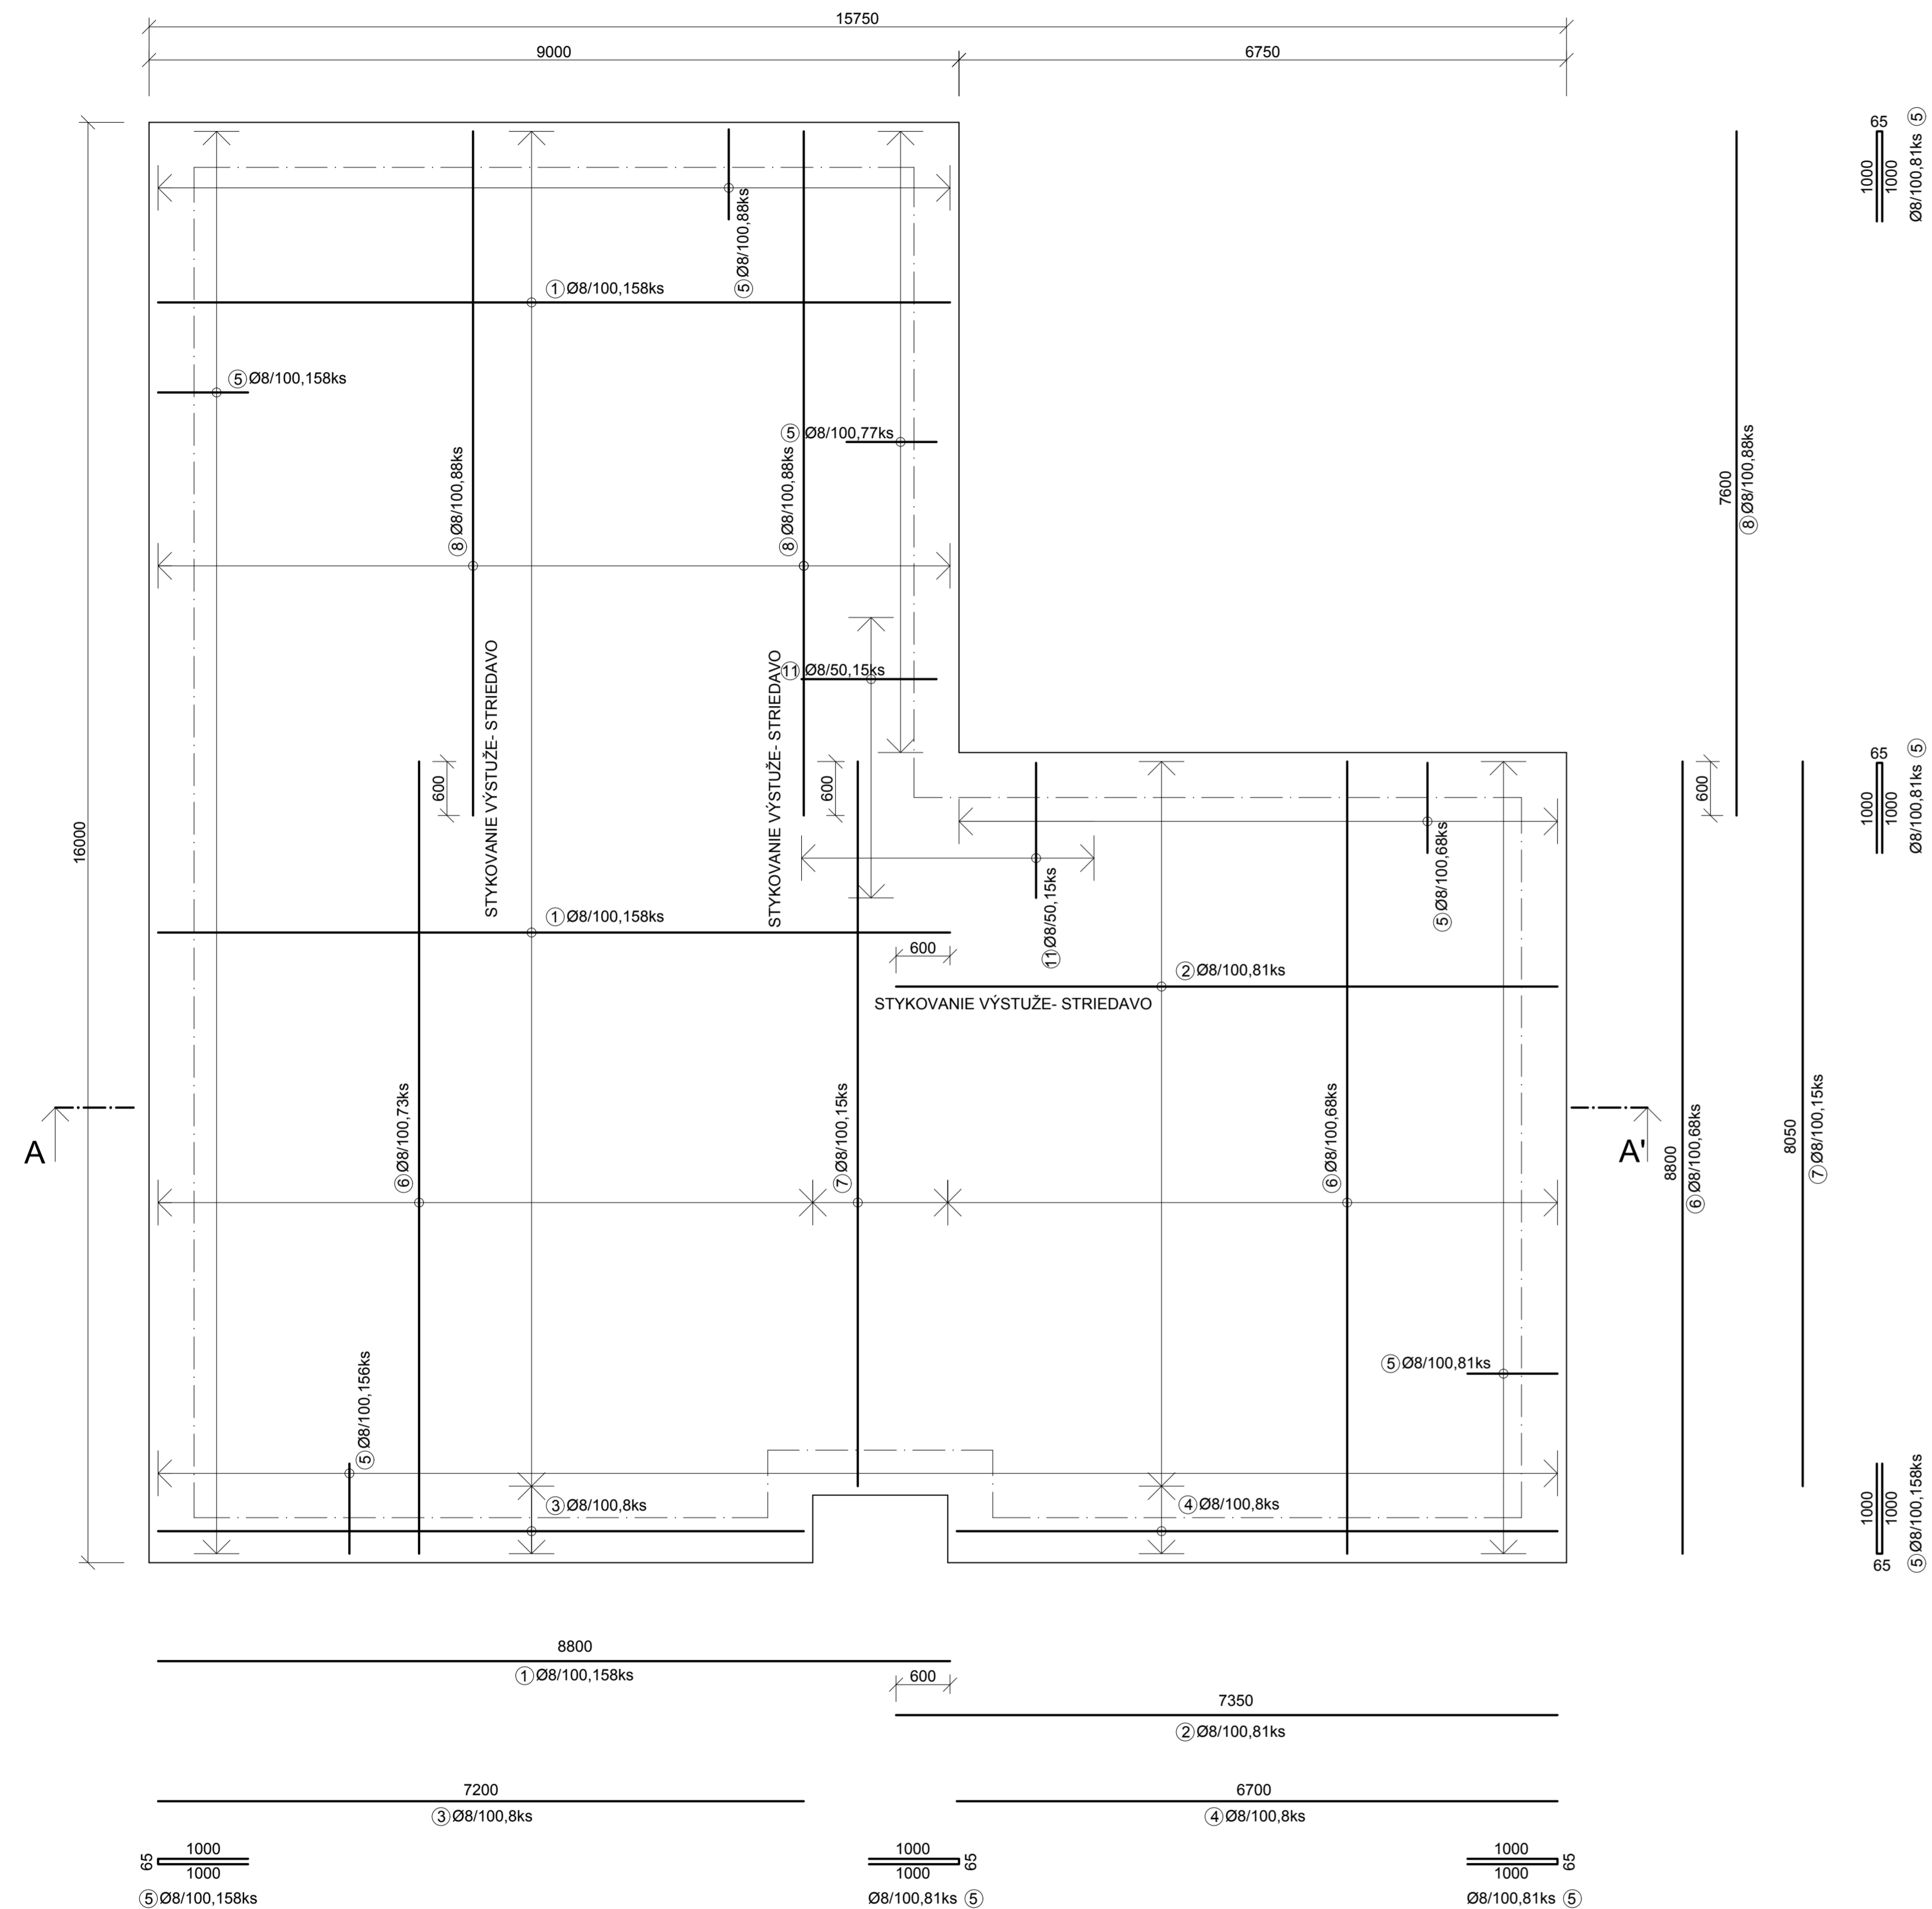 15750
9000
6750
65
1000
1000
Ø8/100,81ks 5
5 Ø8/100,88ks
1 Ø8/100,158ks
5 Ø8/100,158ks
5 Ø8/100,77ks
8 Ø8/100,88ks
8 Ø8/100,88ks
7600
8 Ø8/100,88ks
STYKOVANIE VÝSTUŽE- STRIEDAVO
STYKOVANIE VÝSTUŽE- STRIEDAVO
11 Ø8/50,15ks
600
600
600
65
1000
1000
Ø8/100,81ks 5
16000
5 Ø8/100,68ks
11 Ø8/50,15ks
1 Ø8/100,158ks
600
2 Ø8/100,81ks
STYKOVANIE VÝSTUŽE- STRIEDAVO
A
A'
6 Ø8/100,73ks
7 Ø8/100,15ks
6 Ø8/100,68ks
8800
6 Ø8/100,68ks
8050
7 Ø8/100,15ks
5 Ø8/100,81ks
5 Ø8/100,156ks
3 Ø8/100,8ks
4 Ø8/100,8ks
1000
1000
65
5 Ø8/100,158ks
8800
1 Ø8/100,158ks
600
7350
2 Ø8/100,81ks
7200
3 Ø8/100,8ks
6700
4 Ø8/100,8ks
65
1000
1000
5 Ø8/100,158ks
1000
1000
65
Ø8/100,81ks 5
1000
1000
65
Ø8/100,81ks 5